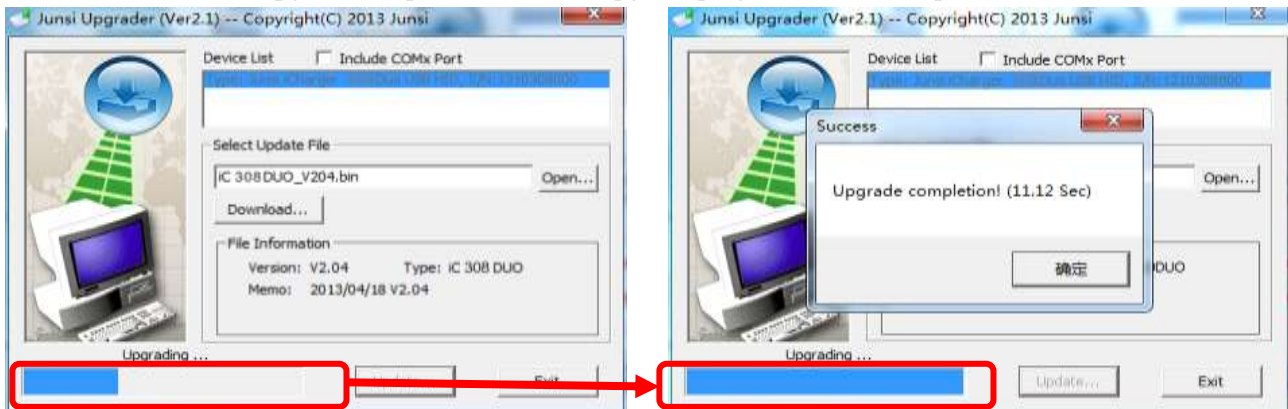 Junsi Upgrader (Ver2.1) -- Copyright(C) 2013 Junsi
Device List Include COMx Port
Select Update File
iC 308DUO_V204.bin Open...
Download...
File Information
Version: V2.04 Type: iC 308 DUO
Memo: 2013/04/18 V2.04
Upgrading ...
Update... Exit
Junsi Upgrader (Ver2.1) -- Copyright(C) 2013 Junsi
Device List Include COMx Port
Success
Open...
Upgrade completion! (11.12 Sec)
确定
DUO
Upgrading ...
Update... Exit